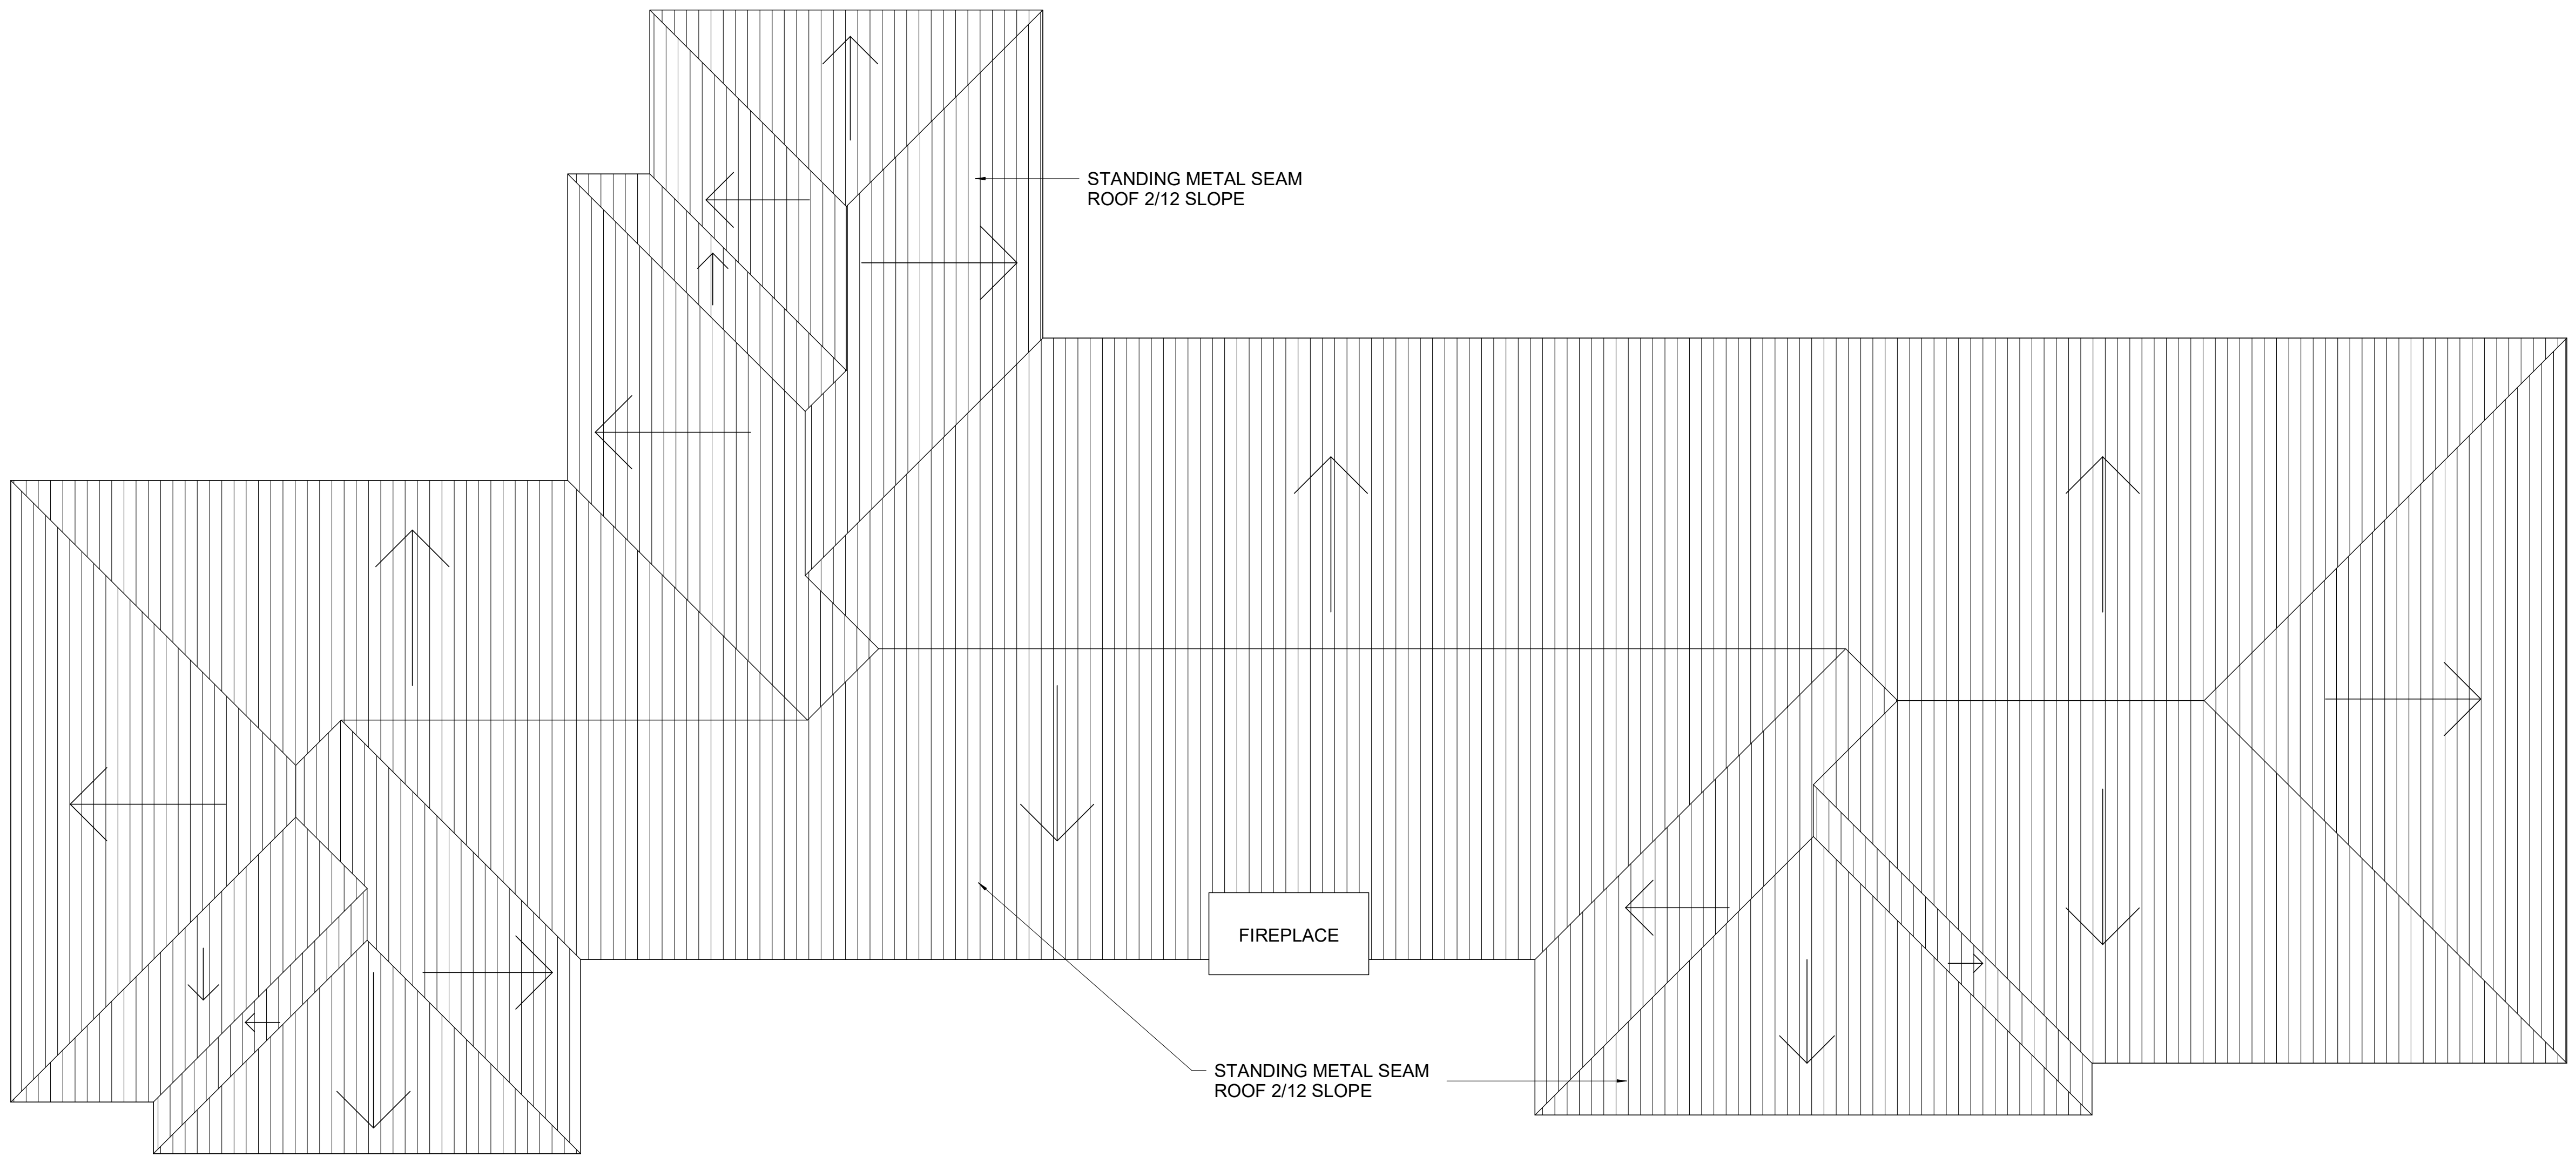 STANDING METAL SEAM
ROOF 2/12 SLOPE
FIREPLACE
STANDING METAL SEAM
ROOF 2/12 SLOPE